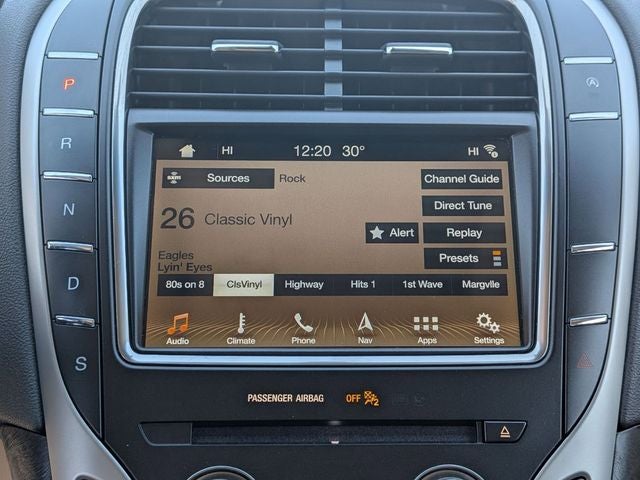 HI 12:20 30° HI
P
R
N
D
S
sxm Sources Rock Channel Guide
Direct Tune
26 Classic Vinyl Alert Replay
Presets
Eagles
Lyin' Eyes
80s on 8 ClsVinyl Highway Hits 1 1st Wave Margvlle
Audio Climate Phone Nav Apps Settings
PASSENGER AIRBAG OFF 2